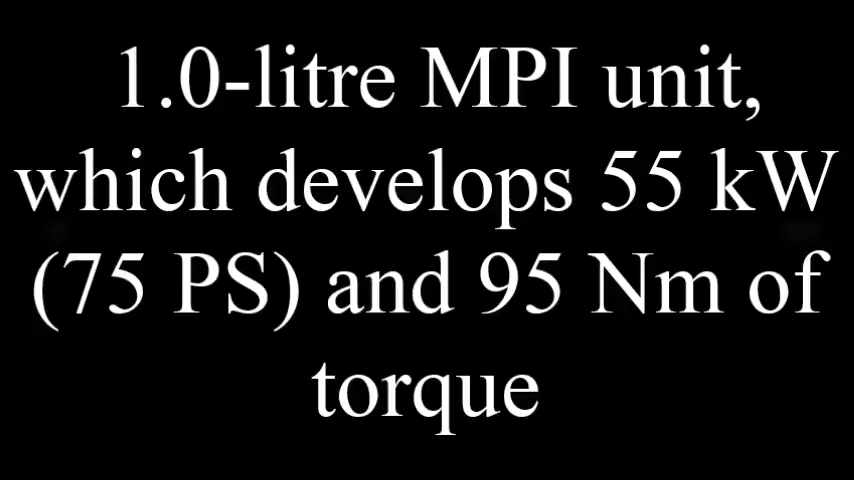 1.0-litre MPI unit,
which develops 55 kW
(75 PS) and 95 Nm of
torque